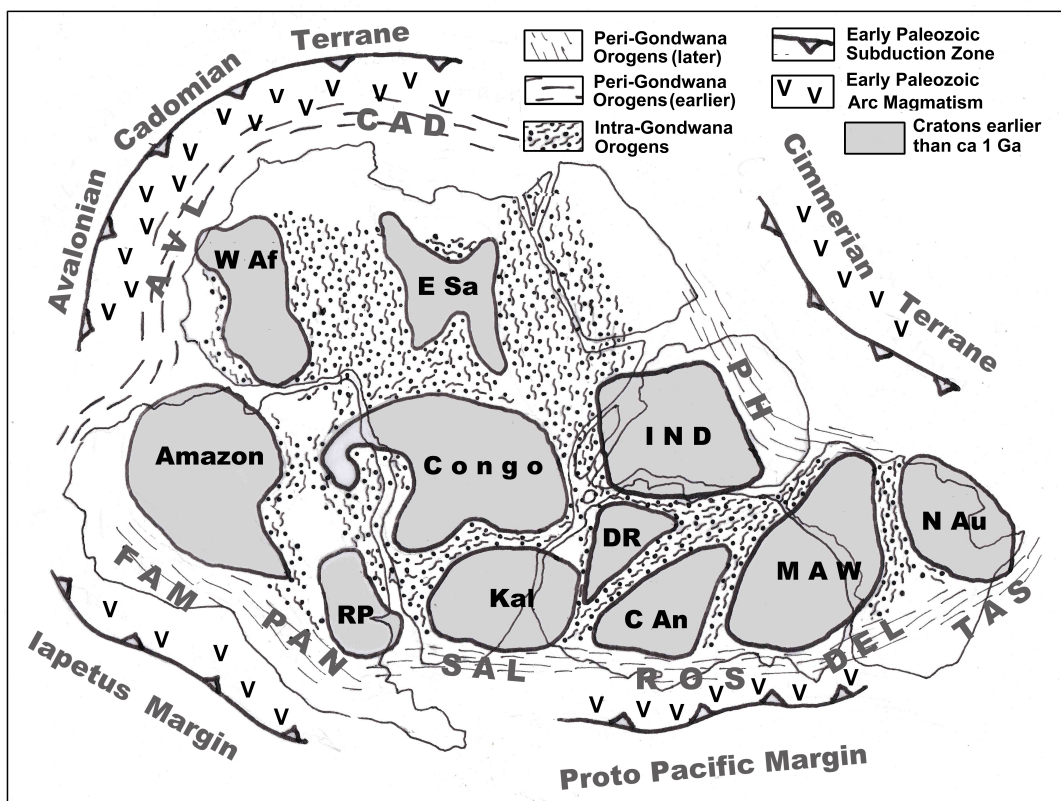 Peri-Gondwana
Orogens (later)
Peri-Gondwana
Orogens (earlier)
Intra-Gondwana
Orogens
Early Paleozoic
Subduction Zone
V V
Early Paleozoic
Arc Magmatism
Cratons earlier
than ca 1 Ga
Avalonian Cadomian Terrane
V V V V V V V V V V V V V V V V
AVL
CAD
Cimmerian Terrane
V V V V V V
W Af
E Sa
PH
IND
Amazon
Congo
N Au
DR
MAW
Kal
RP
C An
FAM PAN SAL ROS DEL TAS
V V V V V V
Iapetus Margin
V V V V V V V V
Proto Pacific Margin